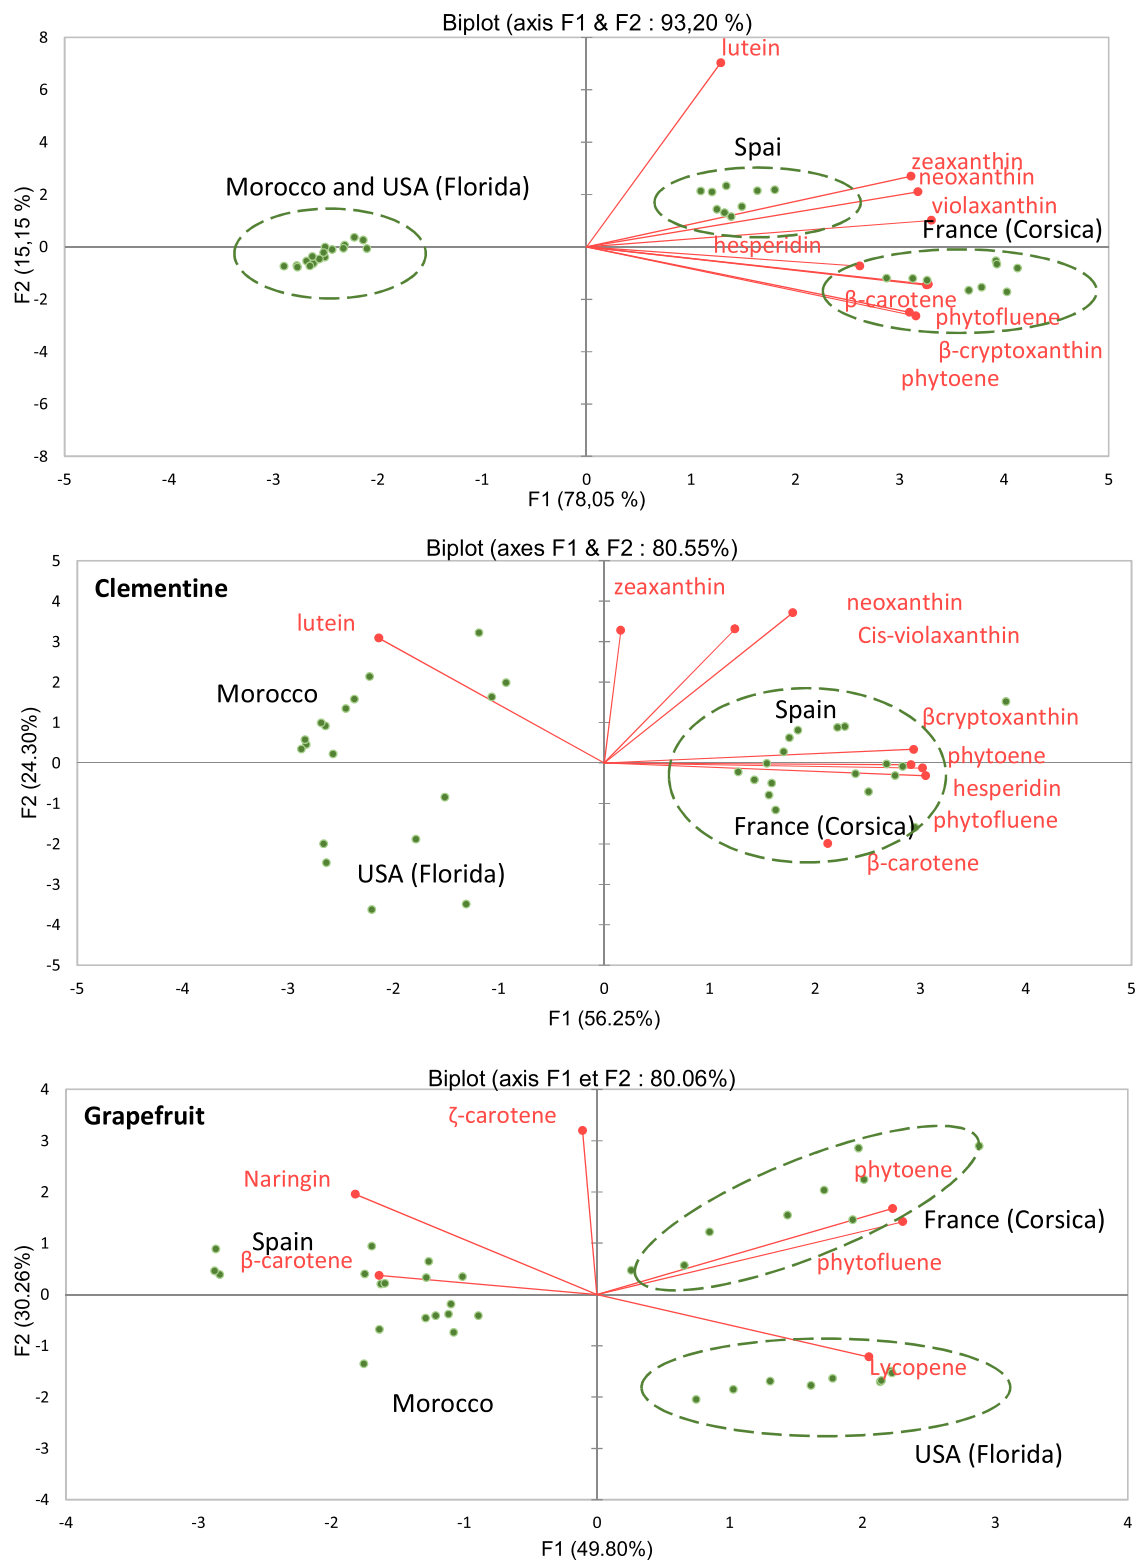 Biplot (axis F1 & F2 : 93,20 %)
8
lutein
6
4
Spai
zeaxanthin
Morocco and USA (Florida)
neoxanthin
2
violaxanthin
France (Corsica)
hesperidin
0
F2 (15,15 %)
-2
β-carotene
phytofluene
-4
β-cryptoxanthin
phytoene
-6
-8
-5 -4 -3 -2 -1 0 1 2 3 4 5
F1 (78,05 %)
Biplot (axes F1 & F2 : 80.55%)
5
Clementine
zeaxanthin
neoxanthin
4
lutein
Cis-violaxanthin
3
2
Morocco
Spain
βcryptoxanthin
1
phytoene
0
F2 (24.30%)
hesperidin
-1
France (Corsica)
phytofluene
-2
β-carotene
USA (Florida)
-3
-4
-5
-5 -4 -3 -2 -1 0 1 2 3 4 5
F1 (56.25%)
Biplot (axis F1 et F2 : 80.06%)
4
Grapefruit
ζ-carotene
3
Naringin
phytoene
2
France (Corsica)
Spain
1
β-carotene
phytofluene
0
F2 (30.26%)
-1
Lycopene
-2
Morocco
-3
USA (Florida)
-4
-4 -3 -2 -1 0 1 2 3 4
F1 (49.80%)